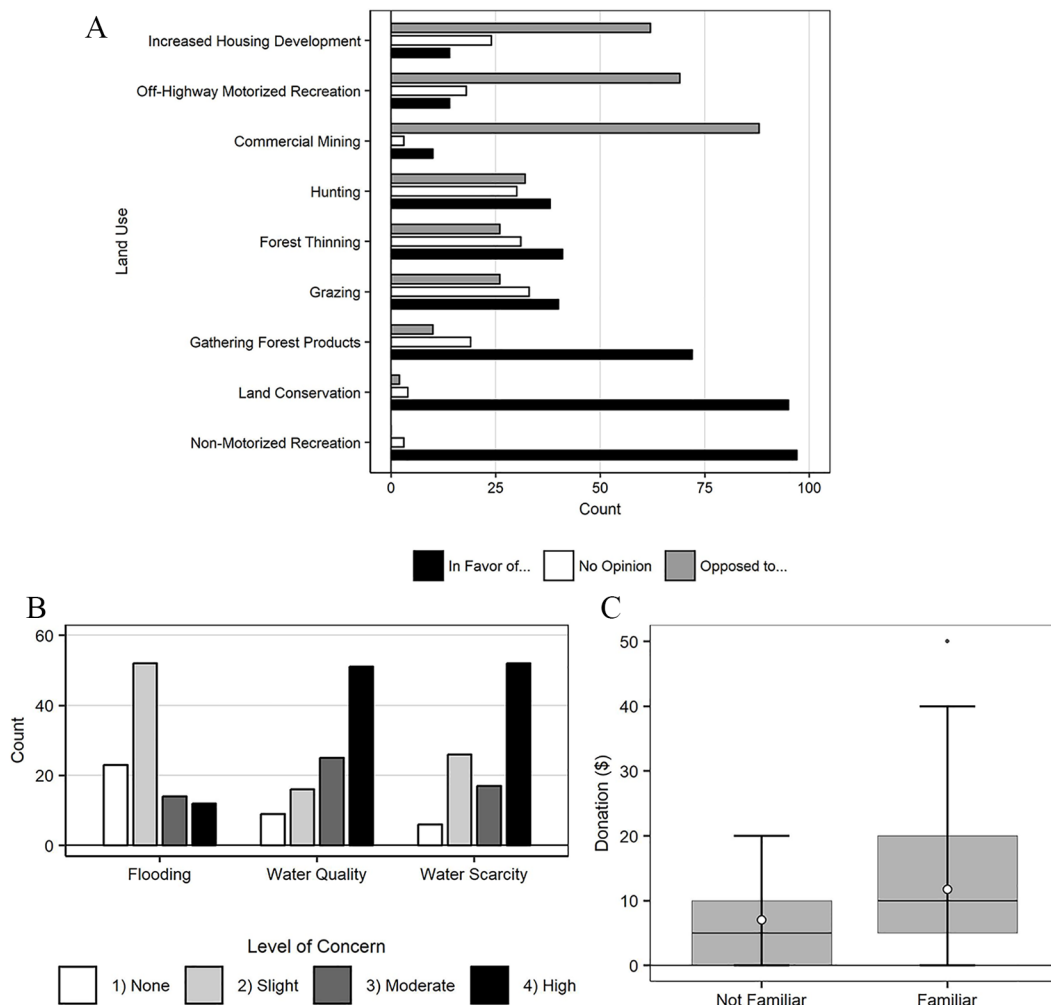 A
Increased Housing Development
Off-Highway Motorized Recreation
Commercial Mining
Hunting
Forest Thinning
Grazing
Gathering Forest Products
Land Conservation
Non-Motorized Recreation
Land Use
0 25 50 75 100
Count
In Favor of... No Opinion Opposed to...
B
60
40
20
0
Count
Flooding Water Quality Water Scarcity
Level of Concern
1) None 2) Slight 3) Moderate 4) High
C
50
40
30
20
10
0
Donation ($)
Not Familiar Familiar